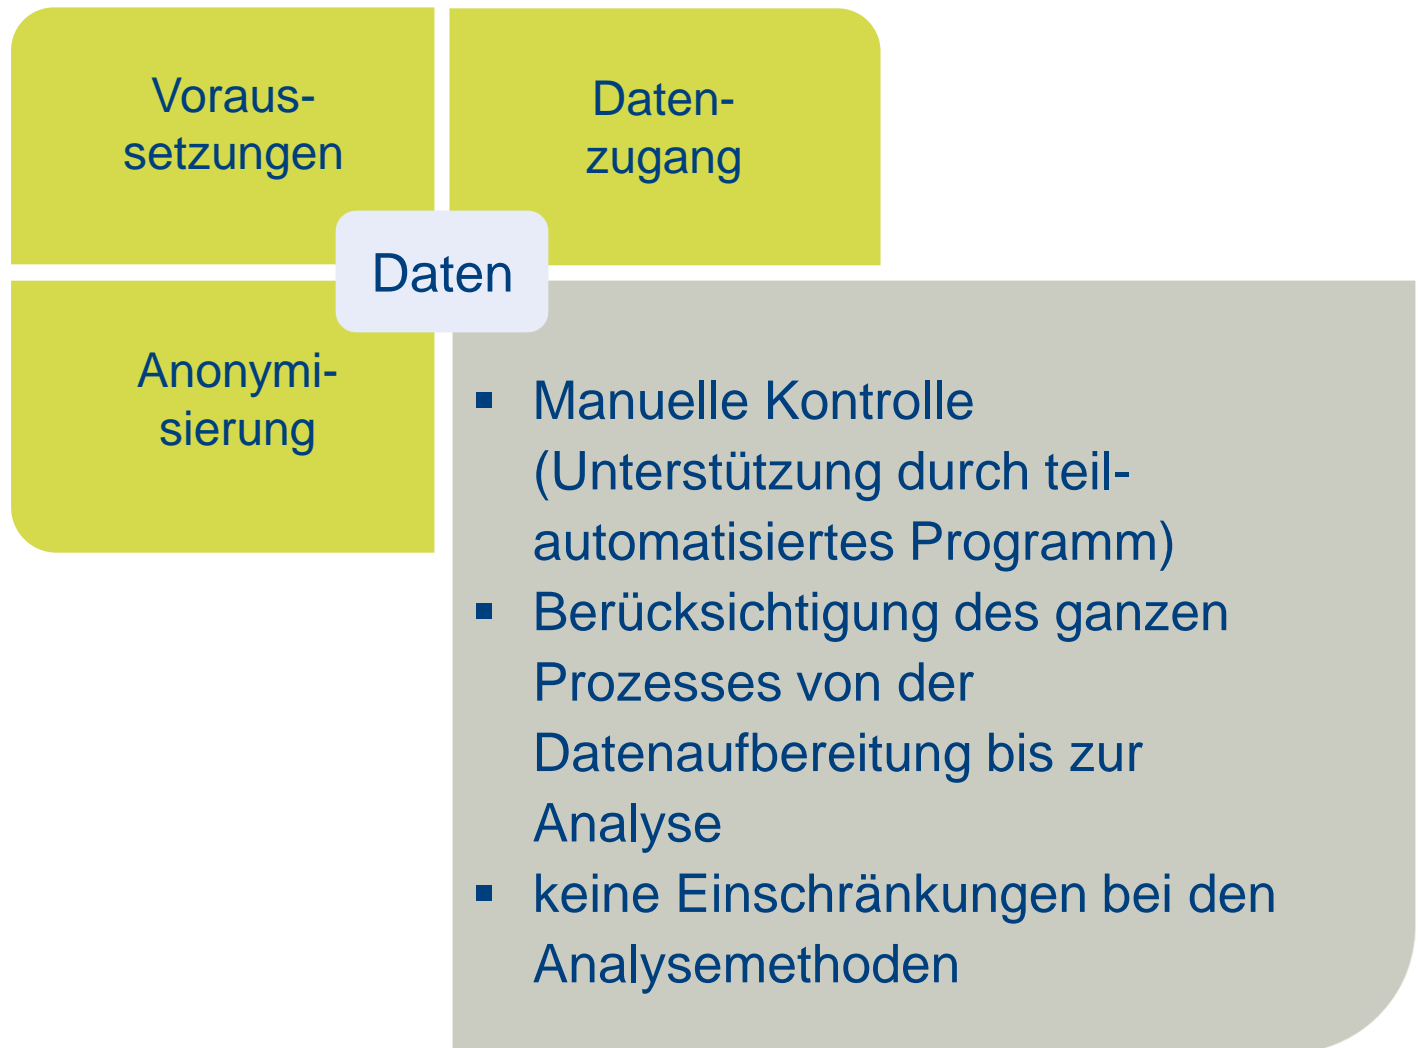 Voraus-
setzungen
Daten-
zugang
Daten
Anonymi-
sierung
▪ Manuelle Kontrolle
(Unterstützung durch teil-
automatisiertes Programm)
▪ Berücksichtigung des ganzen
Prozesses von der
Datenaufbereitung bis zur
Analyse
▪ keine Einschränkungen bei den
Analysemethoden